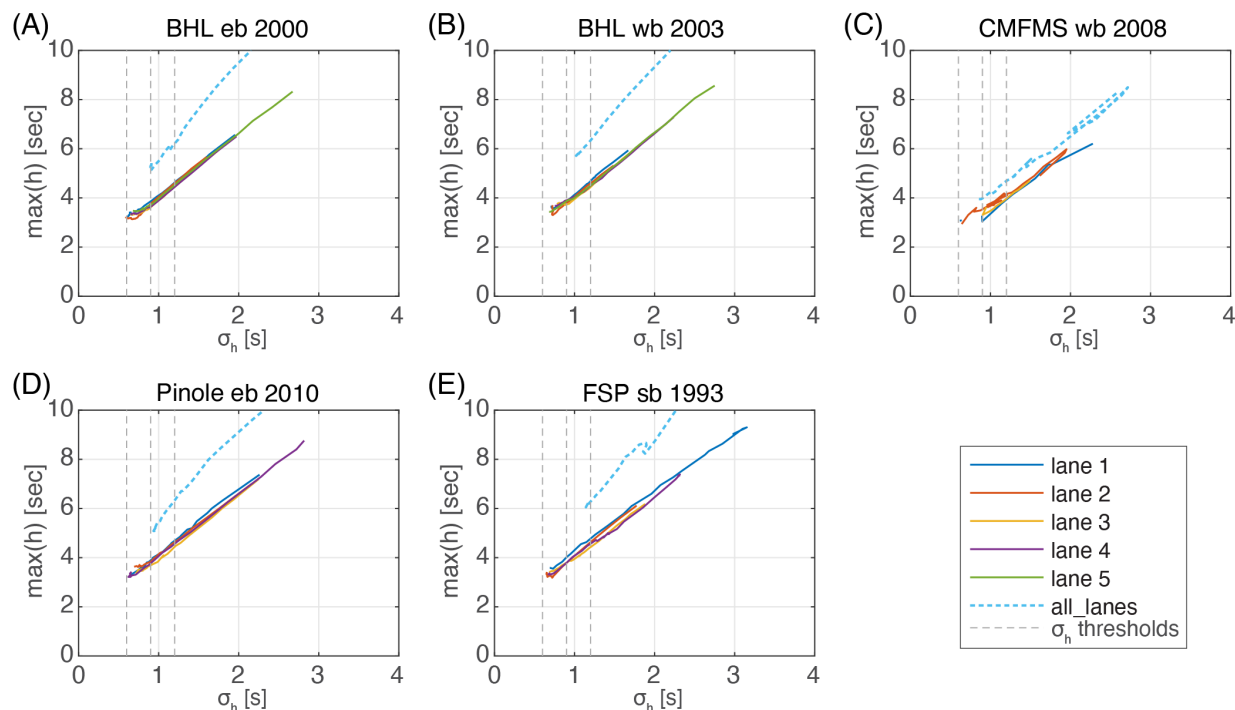 (A) BHL eb 2000
10
8
6
4
2
0
max(h) [sec]
0 1 2 3 4
σh [s]
(B) BHL wb 2003
10
8
6
4
2
0
max(h) [sec]
0 1 2 3 4
σh [s]
(C) CMFMS wb 2008
10
8
6
4
2
0
max(h) [sec]
0 1 2 3 4
σh [s]
(D) Pinole eb 2010
10
8
6
4
2
0
max(h) [sec]
0 1 2 3 4
σh [s]
(E) FSP sb 1993
10
8
6
4
2
0
max(h) [sec]
0 1 2 3 4
σh [s]
lane 1
lane 2
lane 3
lane 4
lane 5
all_lanes
σh thresholds